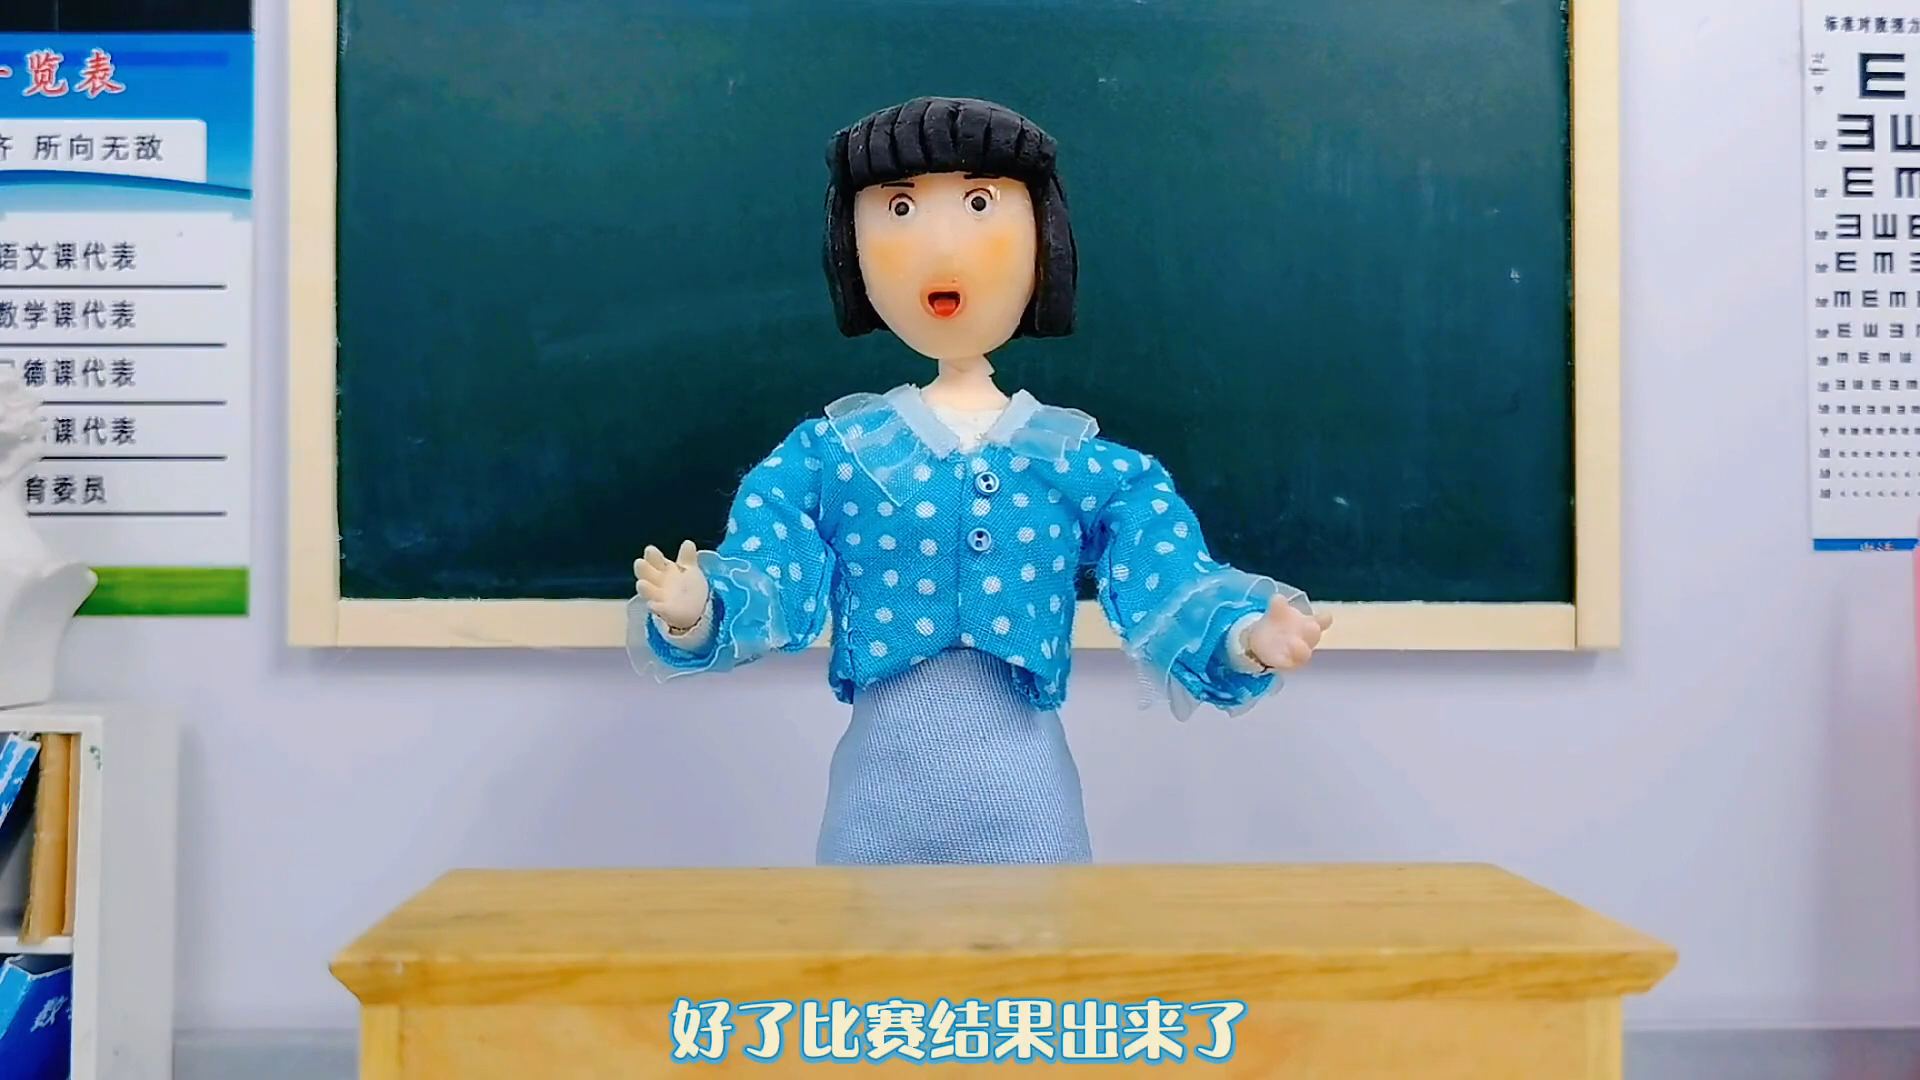 一览表
齐 所向无敌
语文课代表
数学课代表
德课代表
课代表
育委员
标准对数视力
E
数
好了比赛结果出来了